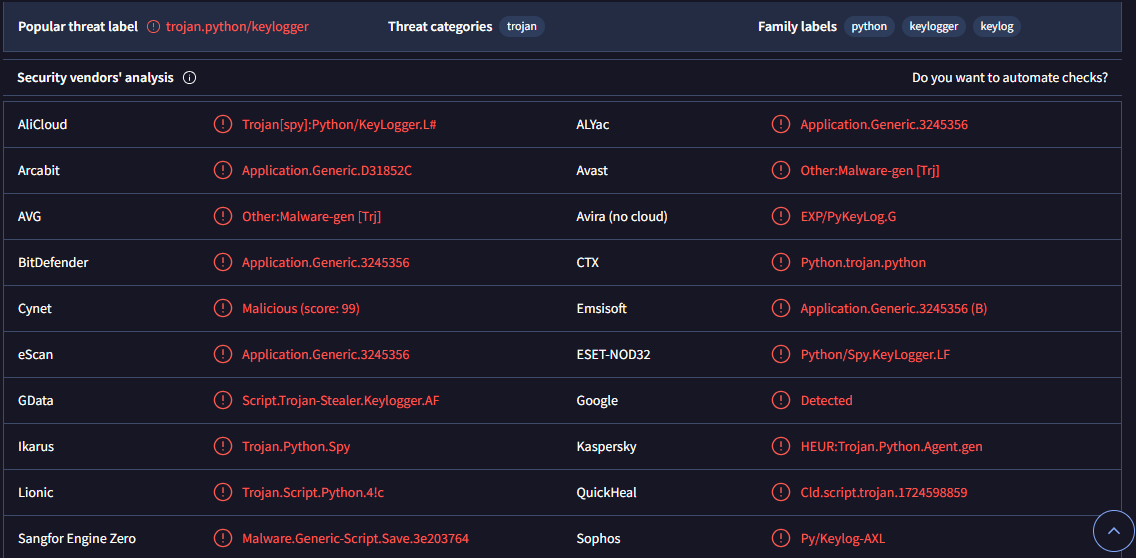 Popular threat label trojan.python/keylogger Threat categories trojan Family labels python keylogger keylog
Security vendors' analysis Do you want to automate checks?
AliCloud Trojan[spy]:Python/KeyLogger.L# ALYac Application.Generic.3245356
Arcabit Application.Generic.D31852C Avast Other:Malware-gen [Trj]
AVG Other:Malware-gen [Trj] Avira (no cloud) EXP/PyKeyLog.G
BitDefender Application.Generic.3245356 CTX Python.trojan.python
Cynet Malicious (score: 99) Emsisoft Application.Generic.3245356 (B)
eScan Application.Generic.3245356 ESET-NOD32 Python/Spy.KeyLogger.LF
GData Script.Trojan-Stealer.Keylogger.AF Google Detected
Ikarus Trojan.Python.Spy Kaspersky HEUR:Trojan.Python.Agent.gen
Lionic Trojan.Script.Python.4!c QuickHeal Cld.script.trojan.1724598859
Sangfor Engine Zero Malware.Generic-Script.Save.3e203764 Sophos Py/Keylog-AXL